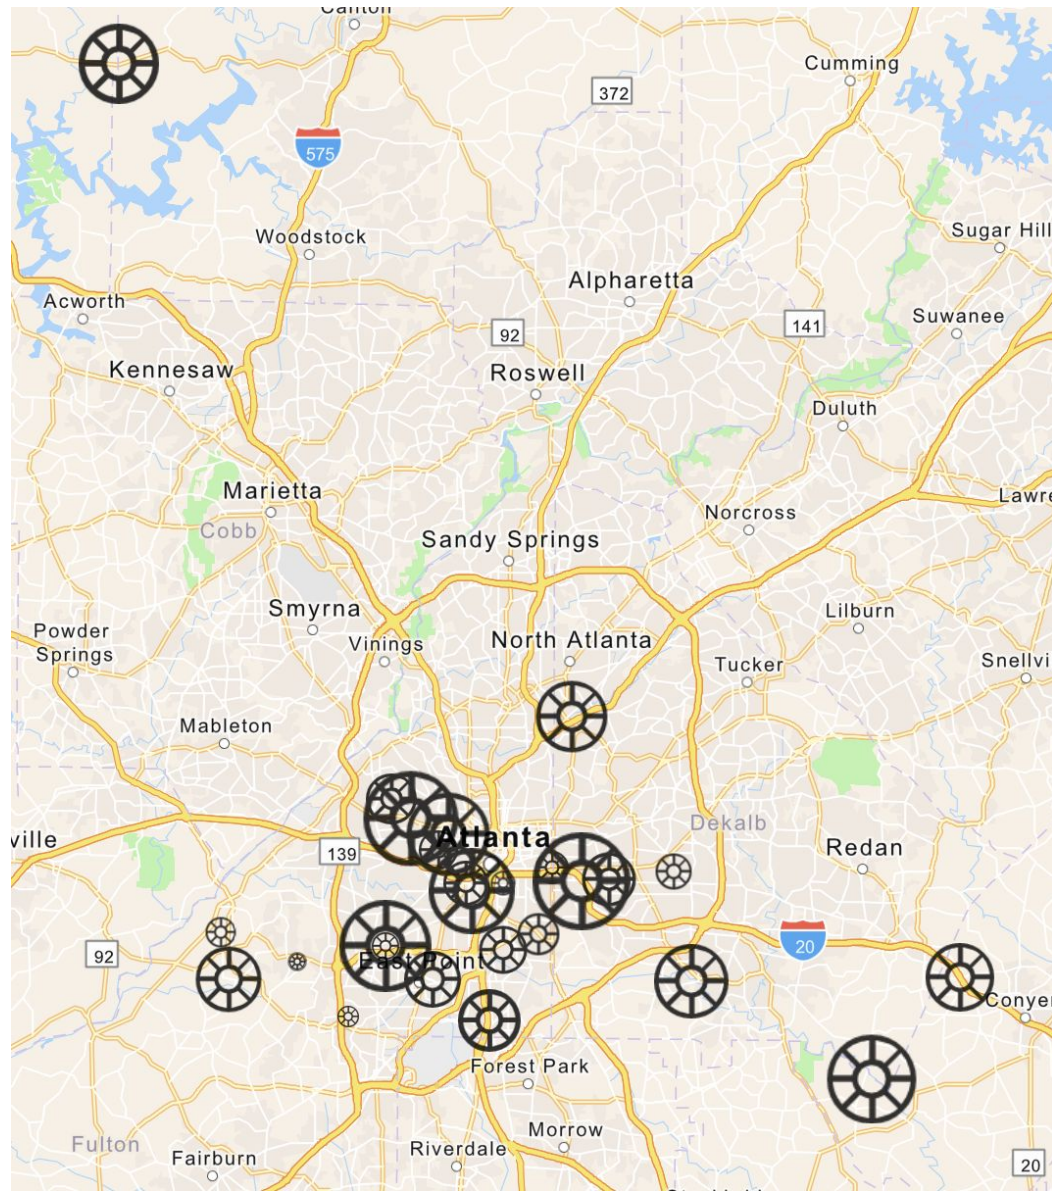 Canton
Cumming
372
575
Woodstock
Sugar Hill
Alpharetta
Acworth
92
141
Suwanee
Kennesaw
Roswell
Duluth
Marietta
Cobb
Norcross
Lawre
Sandy Springs
Smyrna
Lilburn
Powder
Springs
Vinings
North Atlanta
Tucker
Snellvi
Mableton
Dekalb
Atlanta
ville
139
Redan
92
20
East Point
Conyer
Forest Park
Fulton
Morrow
Riverdale
Fairburn
20